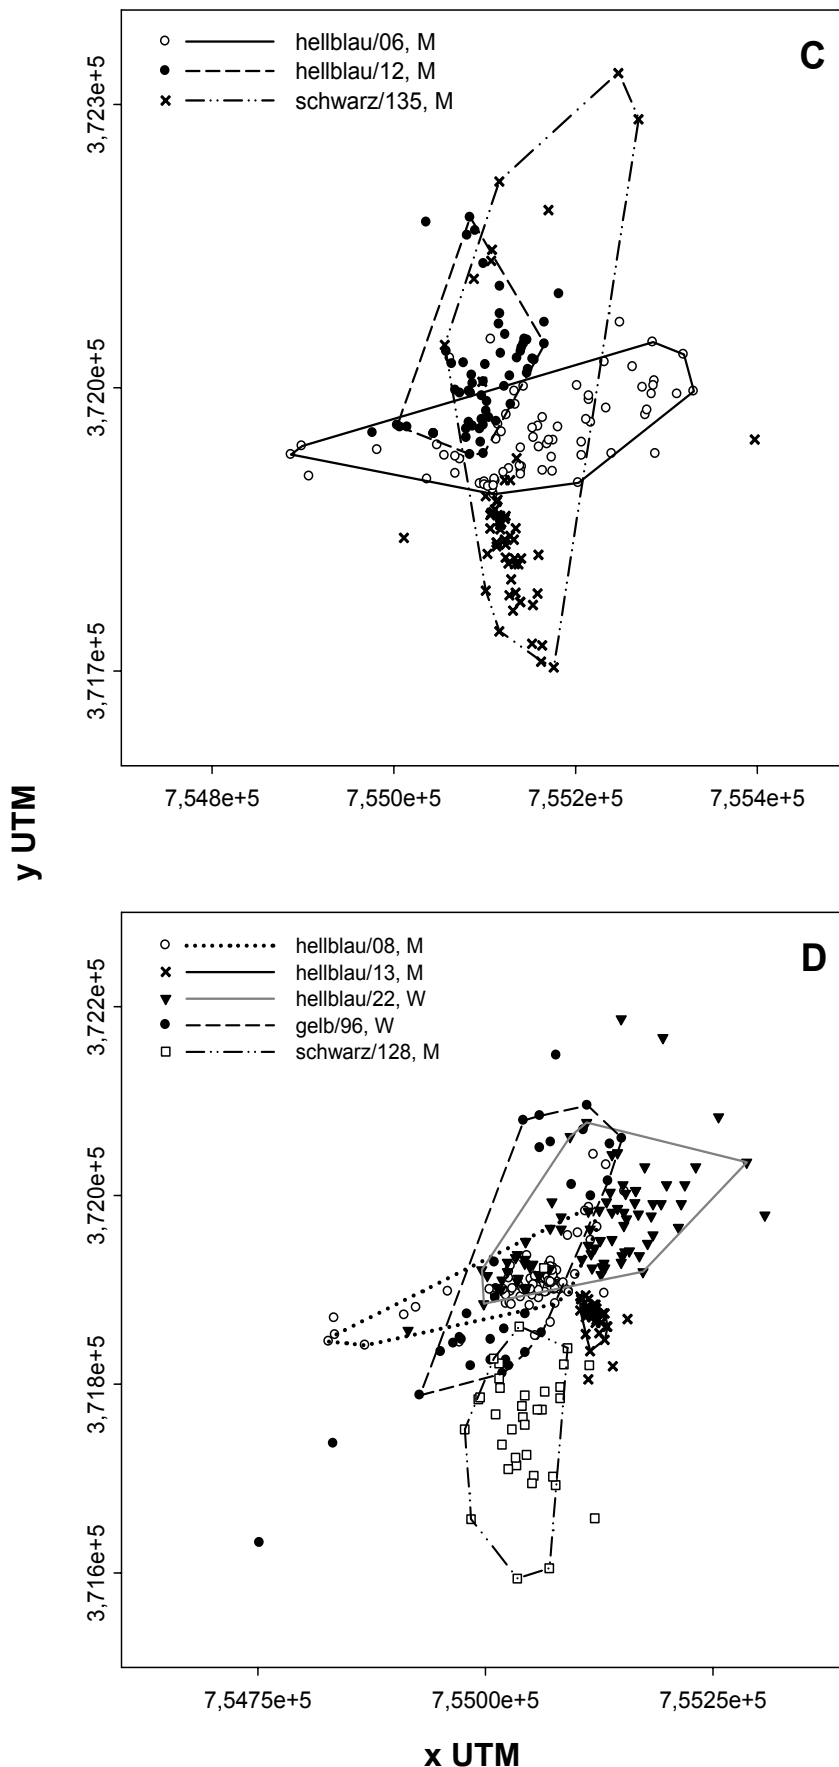 hellblau/06, M
hellblau/12, M
schwarz/135, M
C
3,723e+5
3,720e+5
3,717e+5
7,548e+5 7,550e+5 7,552e+5 7,554e+5
y UTM
hellblau/08, M
hellblau/13, M
hellblau/22, W
gelb/96, W
schwarz/128, M
D
3,722e+5
3,720e+5
3,718e+5
3,716e+5
7,5475e+5 7,5500e+5 7,5525e+5
x UTM